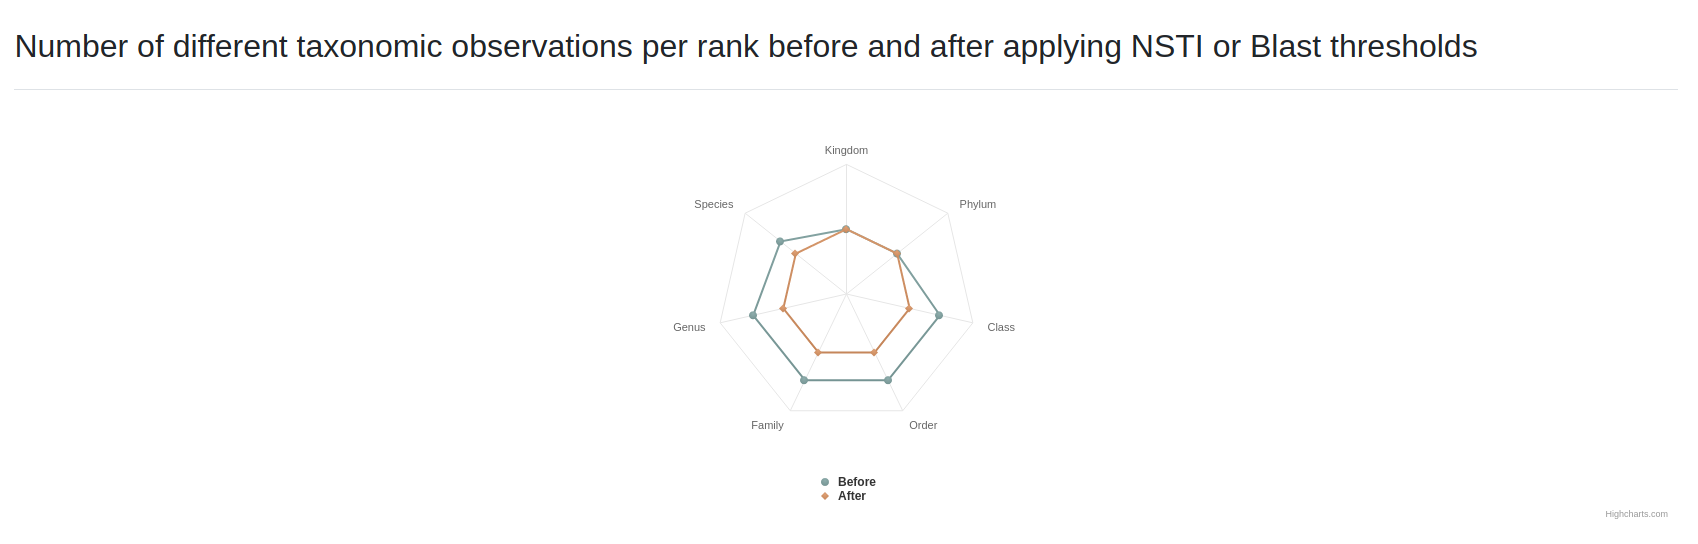 Number of different taxonomic observations per rank before and after applying NSTI or Blast thresholds
Kingdom
Species
Phylum
Genus
Class
Family
Order
Before
After
Highcharts.com